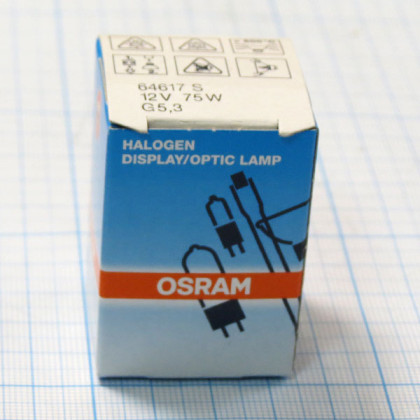 64617 S
12V 75W
G5,3
HALOGEN
DISPLAY/OPTIC LAMP
OSRAM